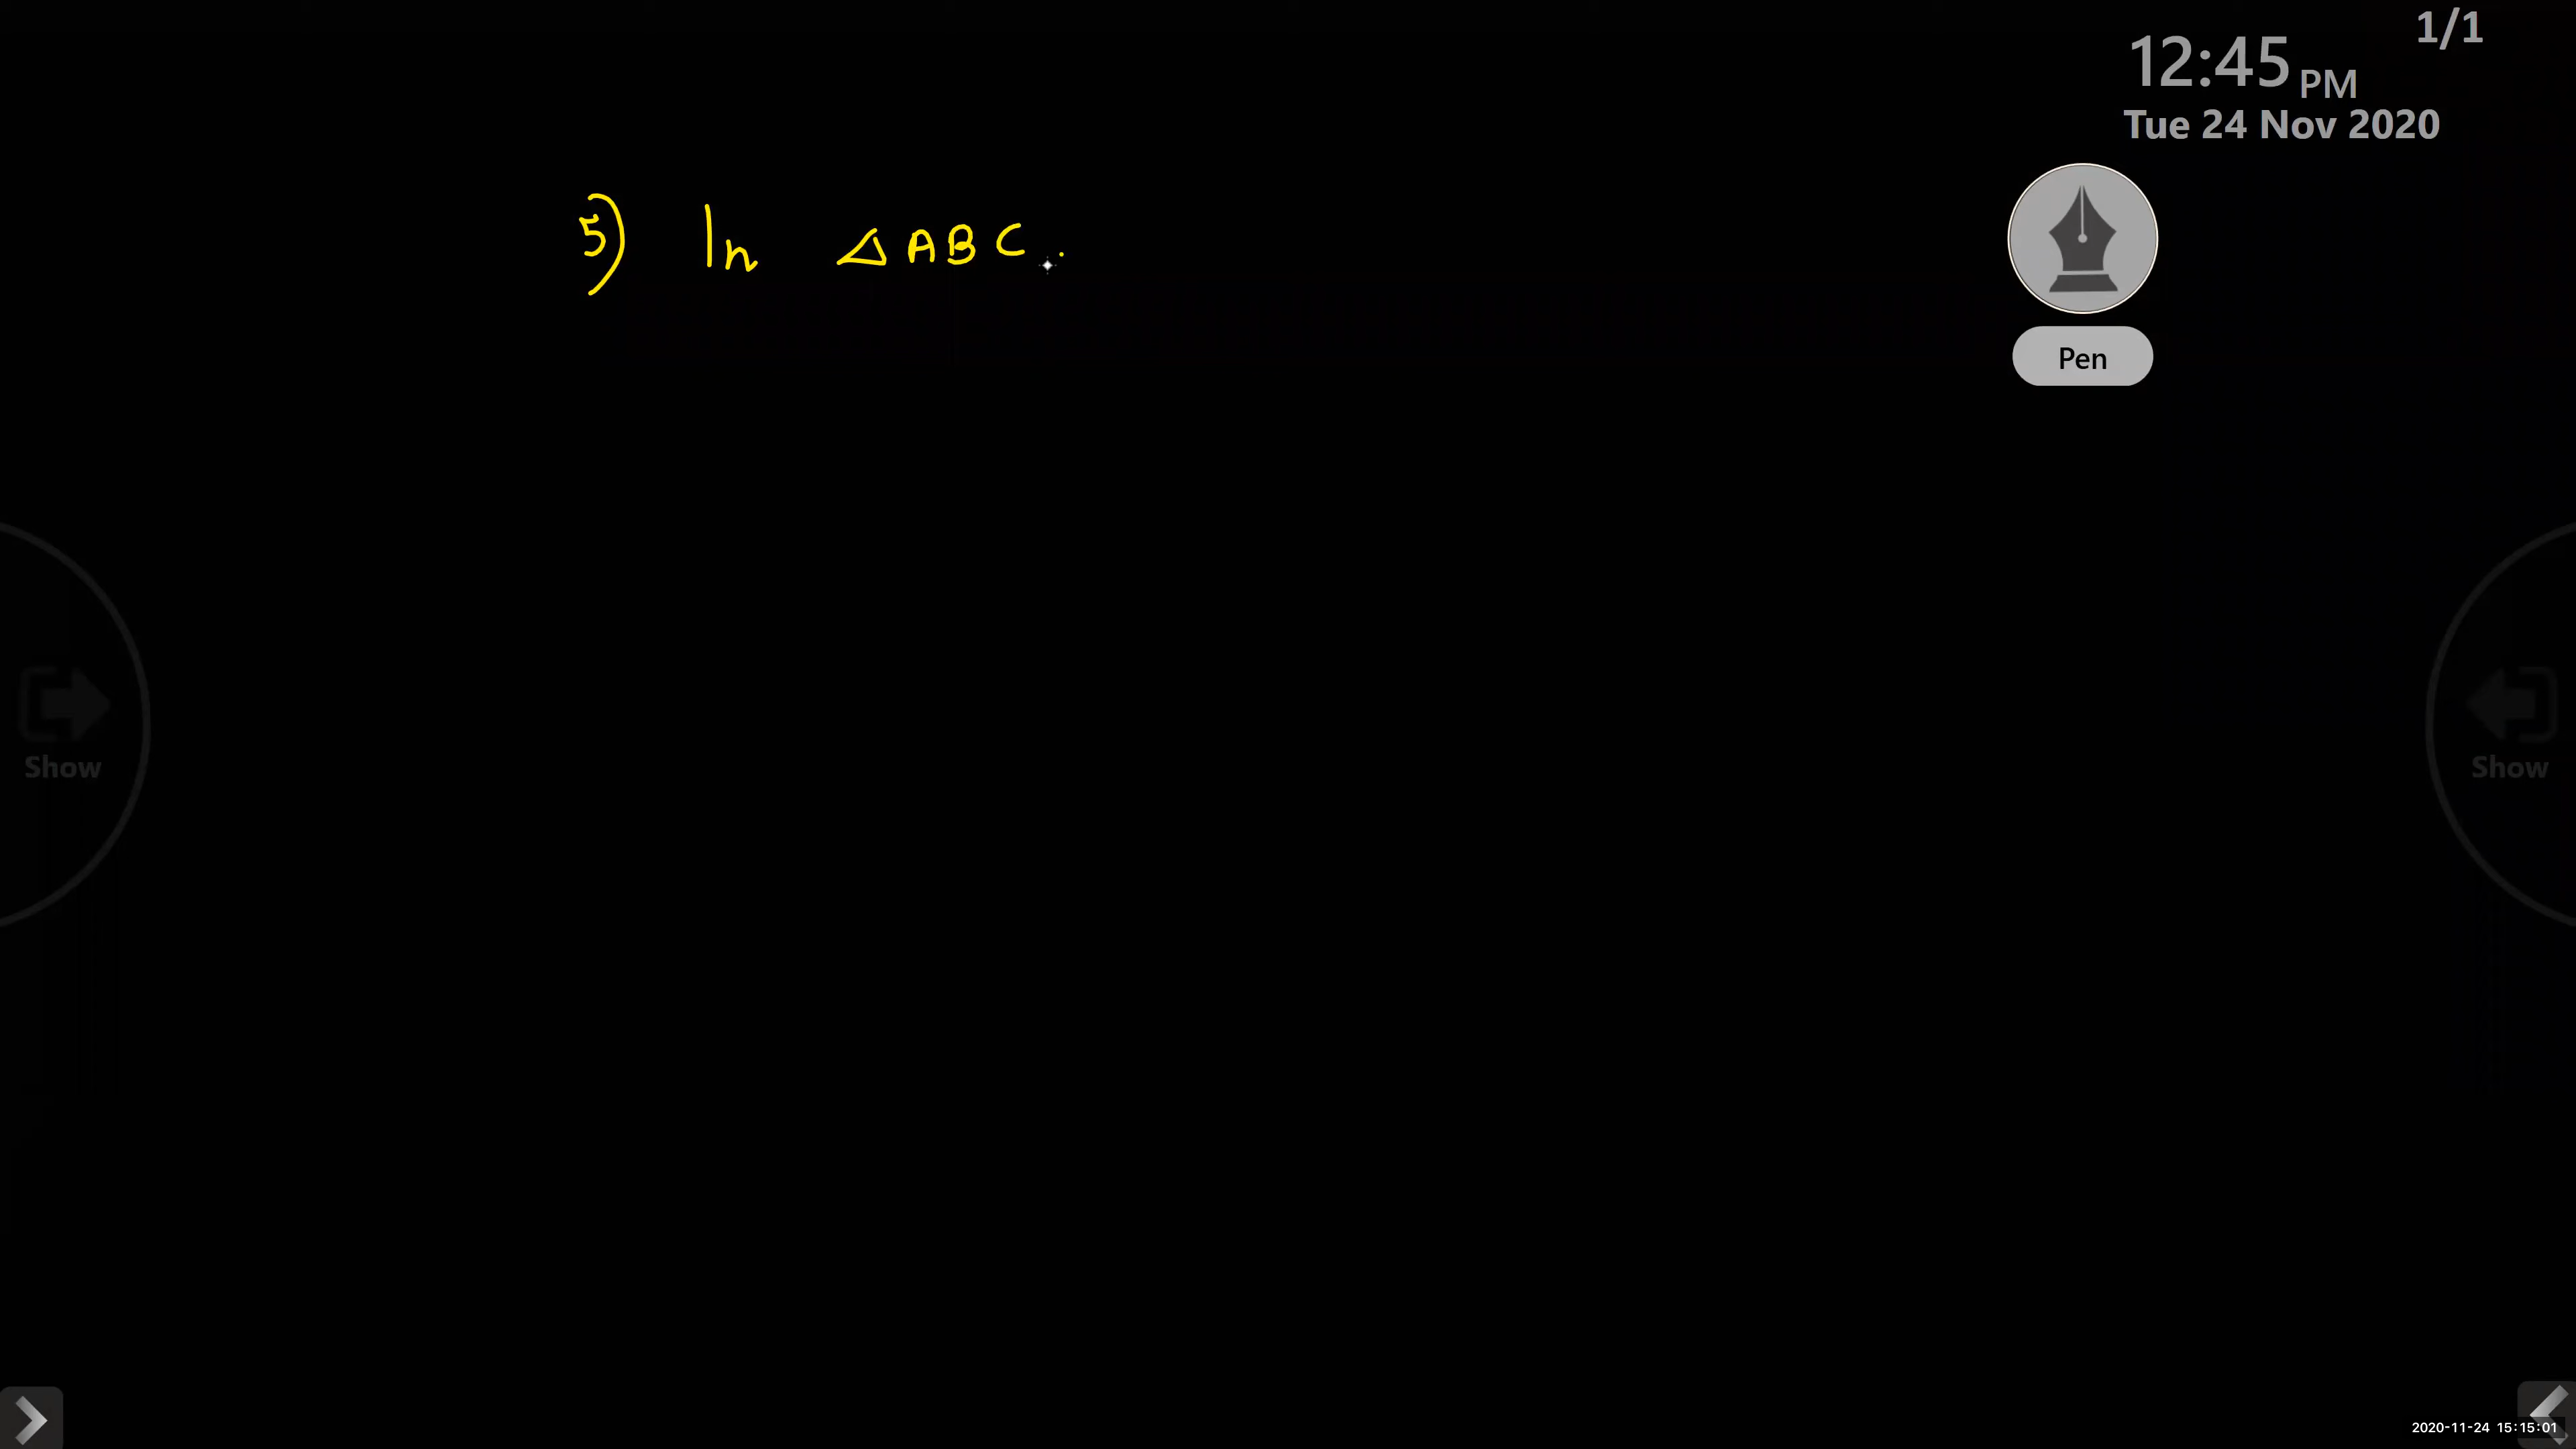 1/1
12:45 PM
Tue 24 Nov 2020
5) In △ABC.
Pen
Show
Show
2020-11-24 15:15:01